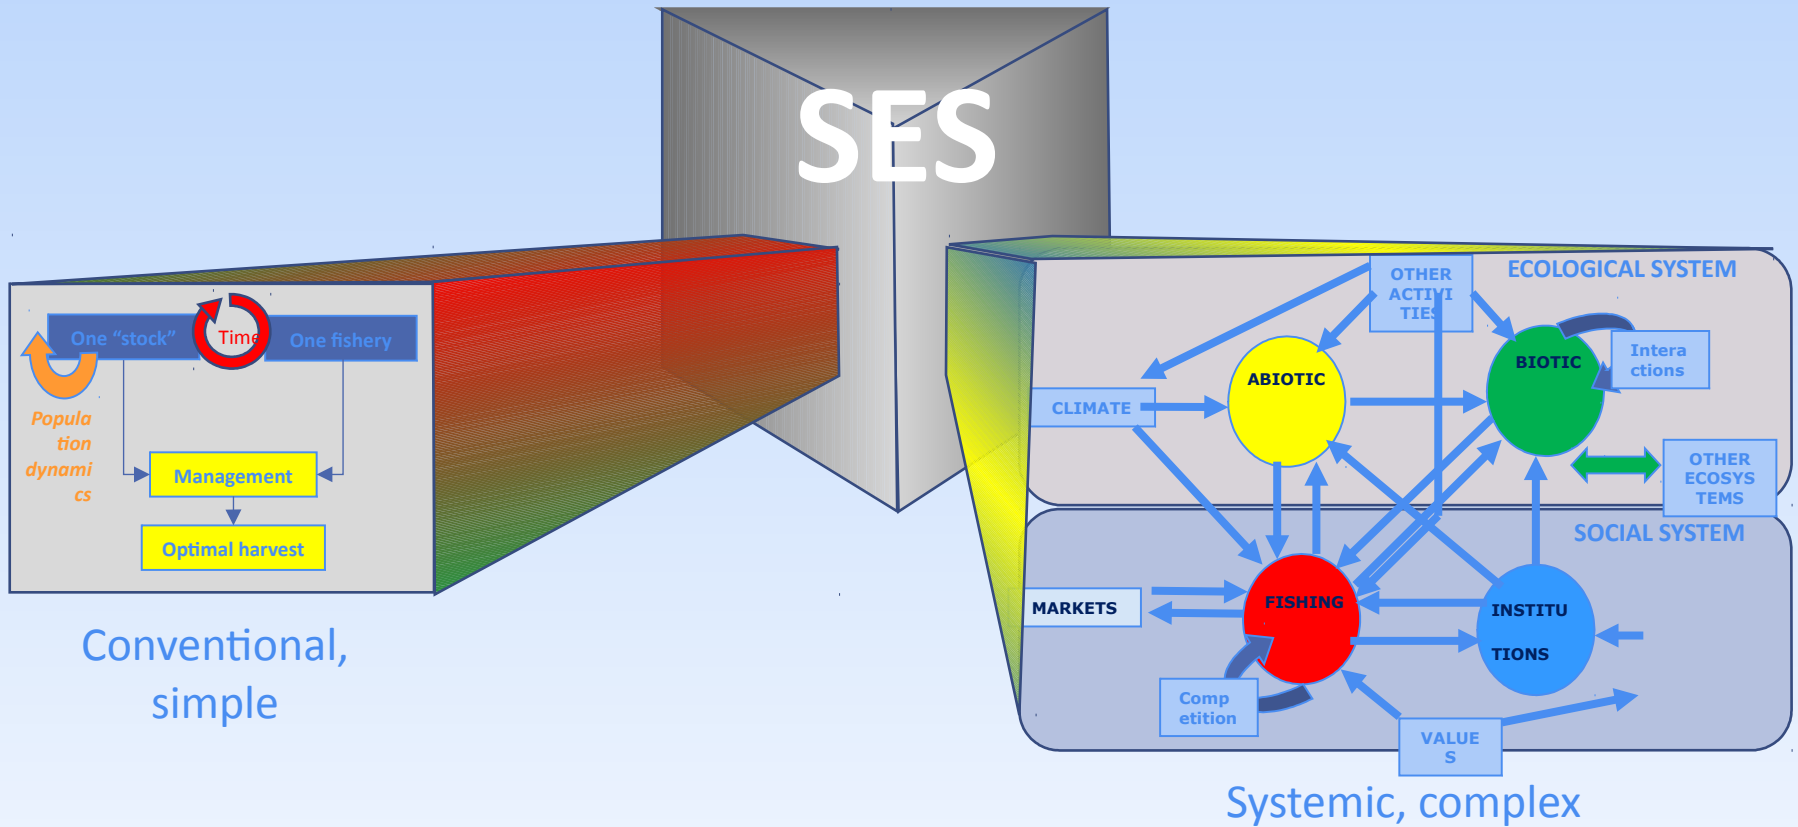 SES
One “stock”
Time
One fishery
Popula
tion
dynami
cs
Management
Optimal harvest
Conventional,
simple
OTHER
ACTIVI
TIES
ECOLOGICAL SYSTEM
ABIOTIC
BIOTIC
Intera
ctions
CLIMATE
OTHER
ECOSYS
TEMS
SOCIAL SYSTEM
MARKETS
FISHING
INSTITU
TIONS
Comp
etition
VALUE
S
Systemic, complex